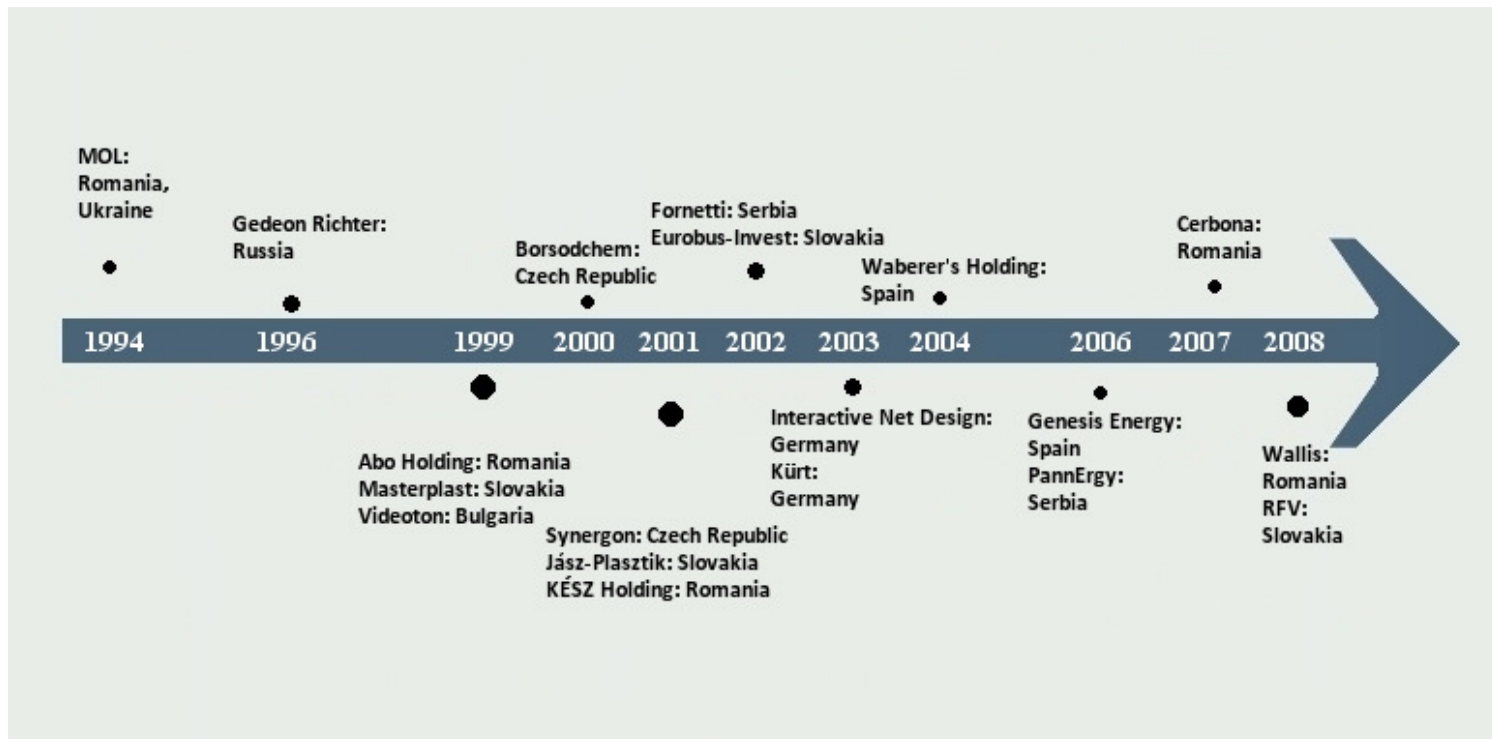 MOL:
Romania,
Ukraine
Gedeon Richter:
Russia
Borsodchem:
Czech Republic
Fornetti: Serbia
Eurobus-Invest: Slovakia
Waberer's Holding:
Spain
Cerbona:
Romania
1994 1996 1999 2000 2001 2002 2003 2004 2006 2007 2008
Abo Holding: Romania
Masterplast: Slovakia
Videoton: Bulgaria
Synergon: Czech Republic
Jász-Plasztik: Slovakia
KÉSZ Holding: Romania
Interactive Net Design:
Germany
Kürt:
Germany
Genesis Energy:
Spain
PannErgy:
Serbia
Wallis:
Romania
RFV:
Slovakia